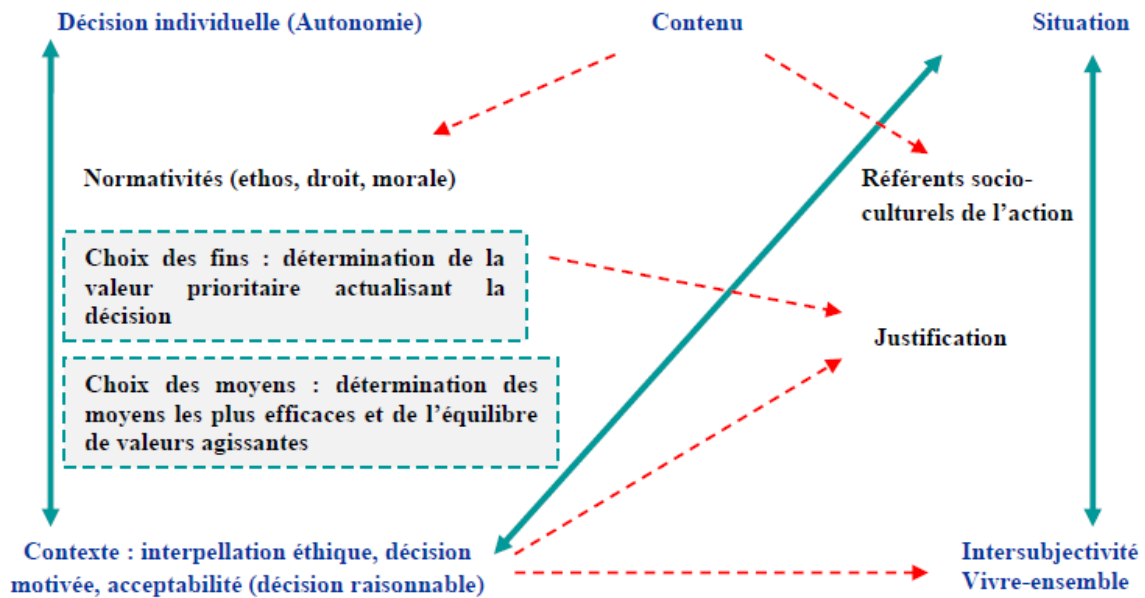 Décision individuelle (Autonomie)
Contenu
Situation
Normativités (ethos, droit, morale)
Référents socio-
culturels de l'action
Choix des fins : détermination de la
valeur prioritaire actualisant la
décision
Justification
Choix des moyens : détermination des
moyens les plus efficaces et de l'équilibre
de valeurs agissantes
Contexte : interpellation éthique, décision
motivée, acceptabilité (décision raisonnable)
Intersubjectivité
Vivre-ensemble